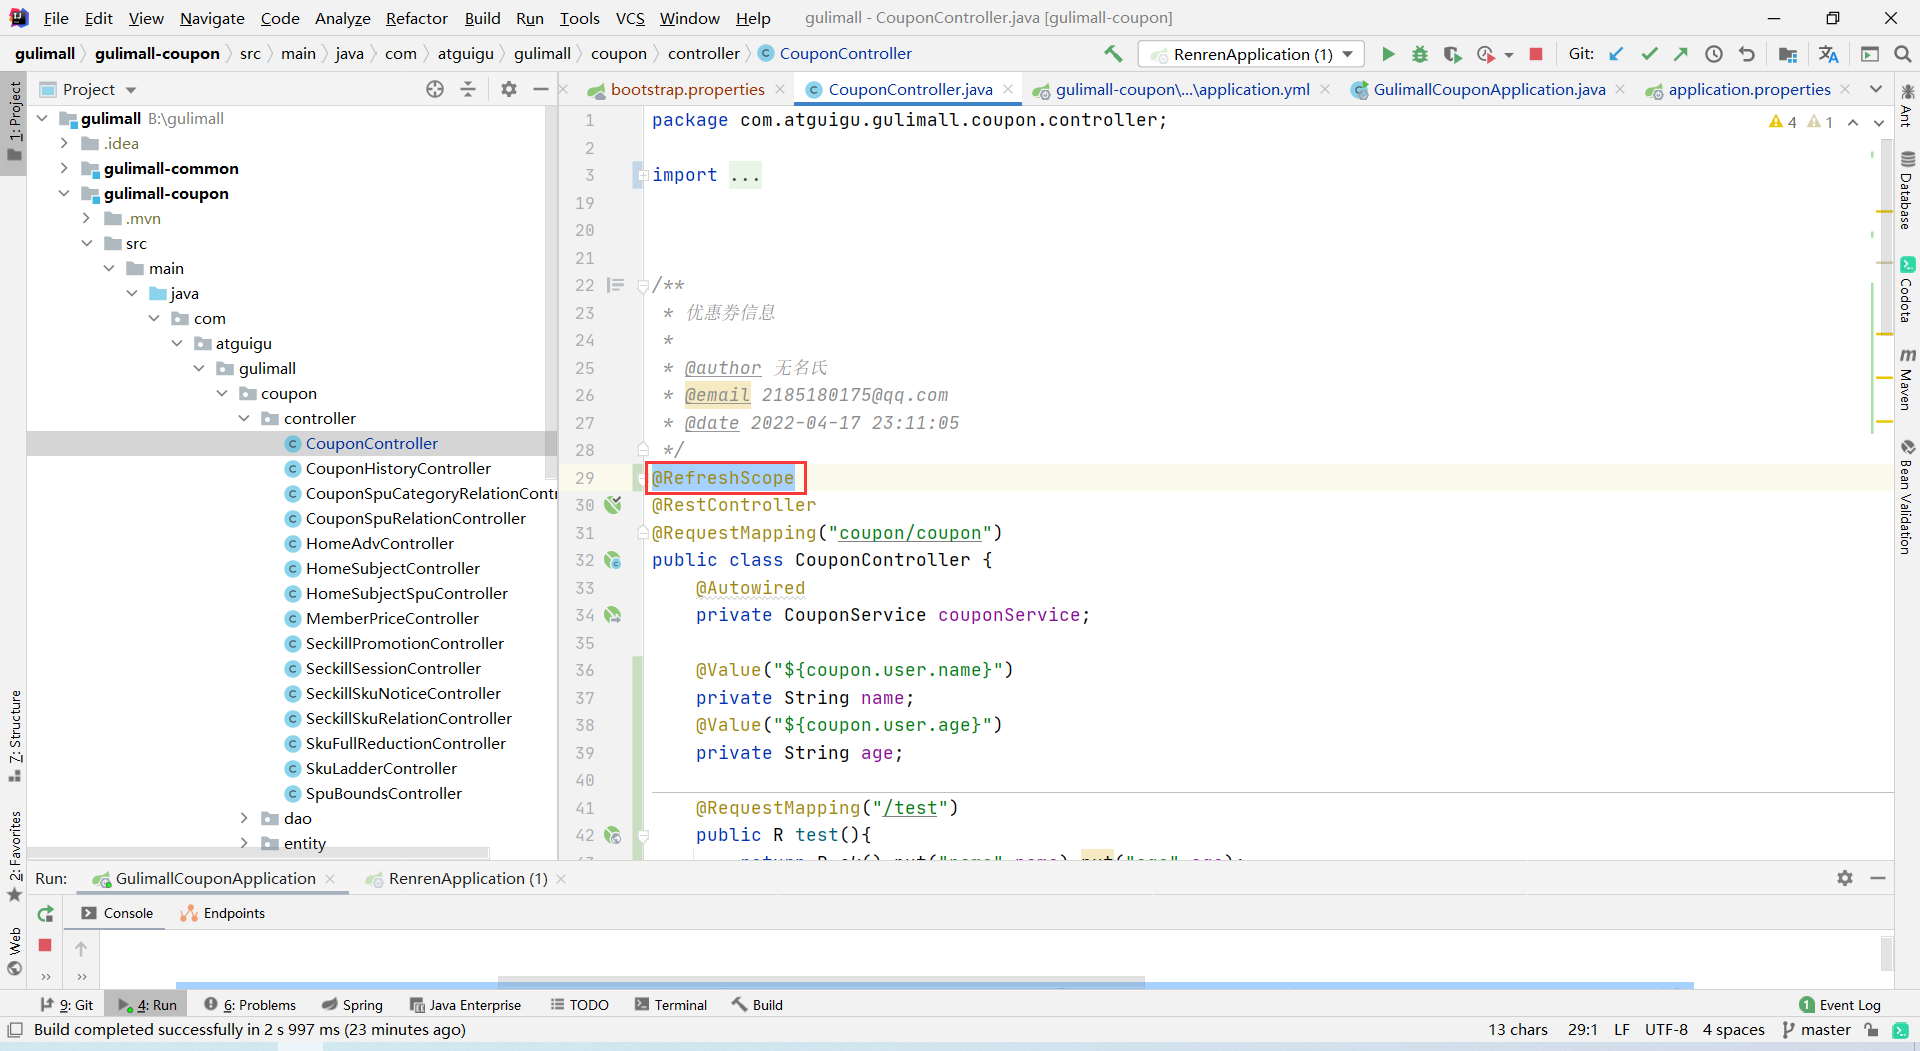 File Edit View Navigate Code Analyze Refactor Build Run Tools VCS Window Help gulimall - CouponController.java [gulimall-coupon]
gulimall gulimall-coupon src main java com atguigu gulimall coupon controller CouponController RenrenApplication (1) Git:
Project
bootstrap.properties CouponController.java gulimall-coupon\...\application.yml GulimallCouponApplication.java application.properties
1: Project
7: Structure
2: Favorites
Web
gulimall B:\gulimall
.idea
gulimall-common
gulimall-coupon
.mvn
src
main
java
com
atguigu
gulimall
coupon
controller
CouponController
CouponHistoryController
CouponSpuCategoryRelationContr
CouponSpuRelationController
HomeAdvController
HomeSubjectController
HomeSubjectSpuController
MemberPriceController
SeckillPromotionController
SeckillSessionController
SeckillSkuNoticeController
SeckillSkuRelationController
SkuFullReductionController
SkuLadderController
SpuBoundsController
dao
entity
4 1
1 package com.atguigu.gulimall.coupon.controller;
2
3 import ...
19
20
21
22 /**
23 * 优惠券信息
24 *
25 * @author 无名氏
26 * @email 2185180175@qq.com
27 * @date 2022-04-17 23:11:05
28 */
29 @RefreshScope
30 @RestController
31 @RequestMapping("coupon/coupon")
32 public class CouponController {
33 @Autowired
34 private CouponService couponService;
35
36 @Value("${coupon.user.name}")
37 private String name;
38 @Value("${coupon.user.age}")
39 private String age;
40
41 @RequestMapping("/test")
42 public R test(){
Ant
Database
Codota
Maven
Bean Validation
Run: GulimallCouponApplication RenrenApplication (1)
Console Endpoints
9: Git 4: Run 6: Problems Spring Java Enterprise TODO Terminal Build 1 Event Log
Build completed successfully in 2 s 997 ms (23 minutes ago) 13 chars 29:1 LF UTF-8 4 spaces master